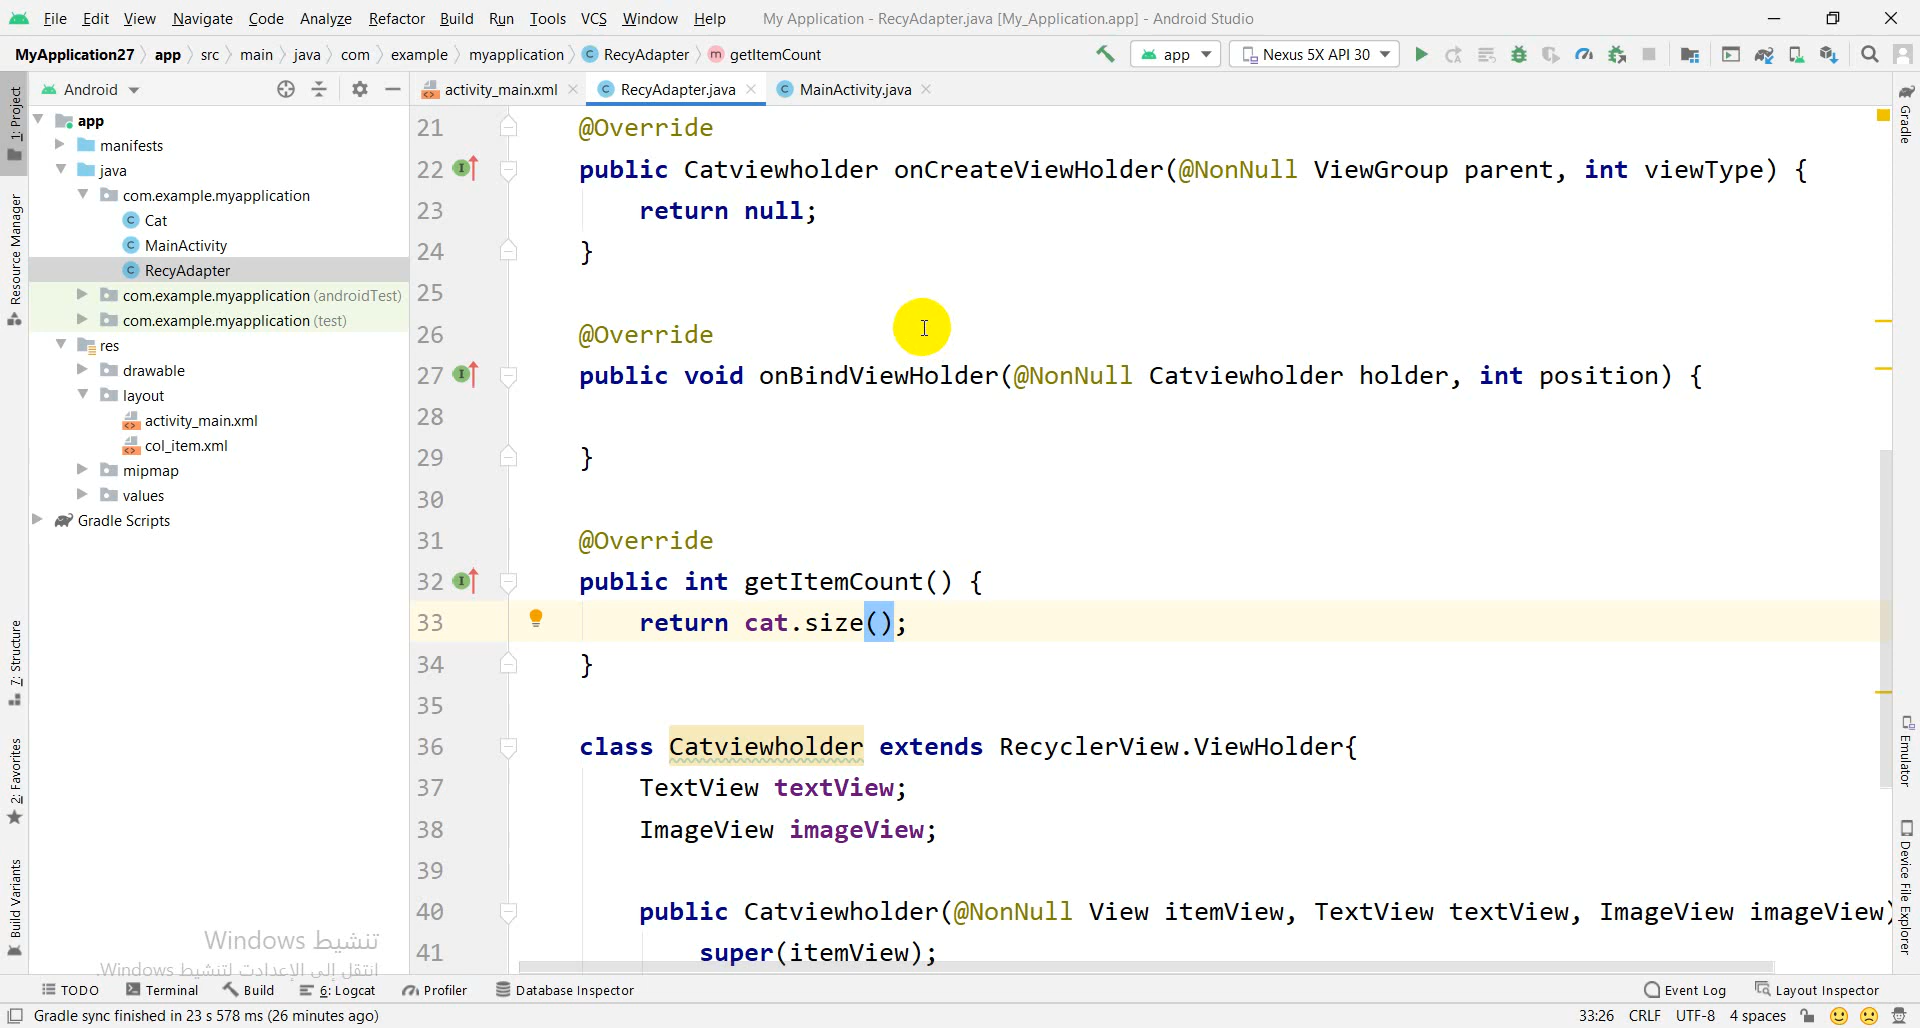 File Edit View Navigate Code Analyze Refactor Build Run Tools VCS Window Help My Application - RecyAdapter.java [My_Application.app] - Android Studio
MyApplication27 app src main java com example myapplication RecyAdapter getItemCount app Nexus 5X API 30
Android activity_main.xml RecyAdapter.java MainActivity.java
1: Project
Resource Manager
7: Structure
2: Favorites
Build Variants
app
manifests
java
com.example.myapplication
Cat
MainActivity
RecyAdapter
com.example.myapplication (androidTest)
com.example.myapplication (test)
res
drawable
layout
activity_main.xml
col_item.xml
mipmap
values
Gradle Scripts
21 @Override
22 public Catviewholder onCreateViewHolder(@NonNull ViewGroup parent, int viewType) {
23 return null;
24 }
25
26 @Override
27 public void onBindViewHolder(@NonNull Catviewholder holder, int position) {
28
29 }
30
31 @Override
32 public int getItemCount() {
33 return cat.size();
34 }
35
36 class Catviewholder extends RecyclerView.ViewHolder{
37 TextView textView;
38 ImageView imageView;
39
40 public Catviewholder(@NonNull View itemView, TextView textView, ImageView imageView)
41 super(itemView);
Gradle
Emulator
Device File Explorer
تنشيط Windows
انتقل إلى الإعدادات لتنشيط Windows.
TODO Terminal Build 6: Logcat Profiler Database Inspector Event Log Layout Inspector
Gradle sync finished in 23 s 578 ms (26 minutes ago) 33:26 CRLF UTF-8 4 spaces